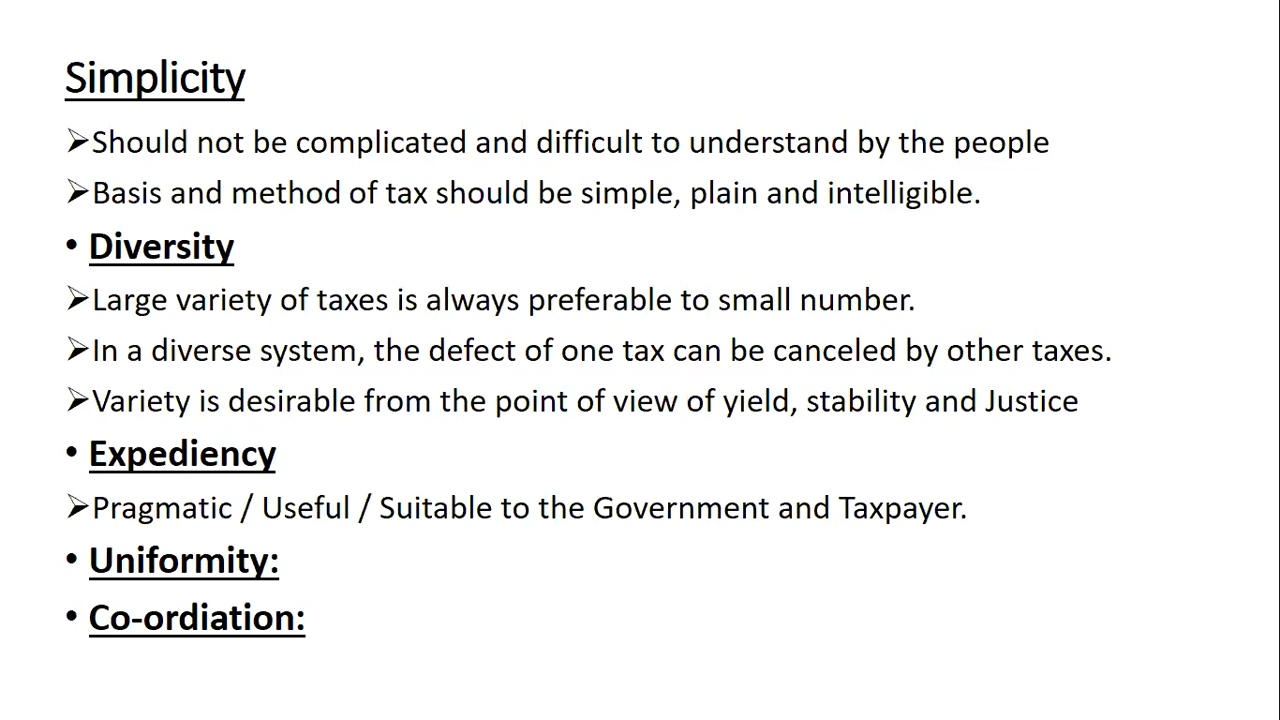 Simplicity
➢Should not be complicated and difficult to understand by the people
➢Basis and method of tax should be simple, plain and intelligible.
• Diversity
➢Large variety of taxes is always preferable to small number.
➢In a diverse system, the defect of one tax can be canceled by other taxes.
➢Variety is desirable from the point of view of yield, stability and Justice
• Expediency
➢Pragmatic / Useful / Suitable to the Government and Taxpayer.
• Uniformity:
• Co-ordiation: